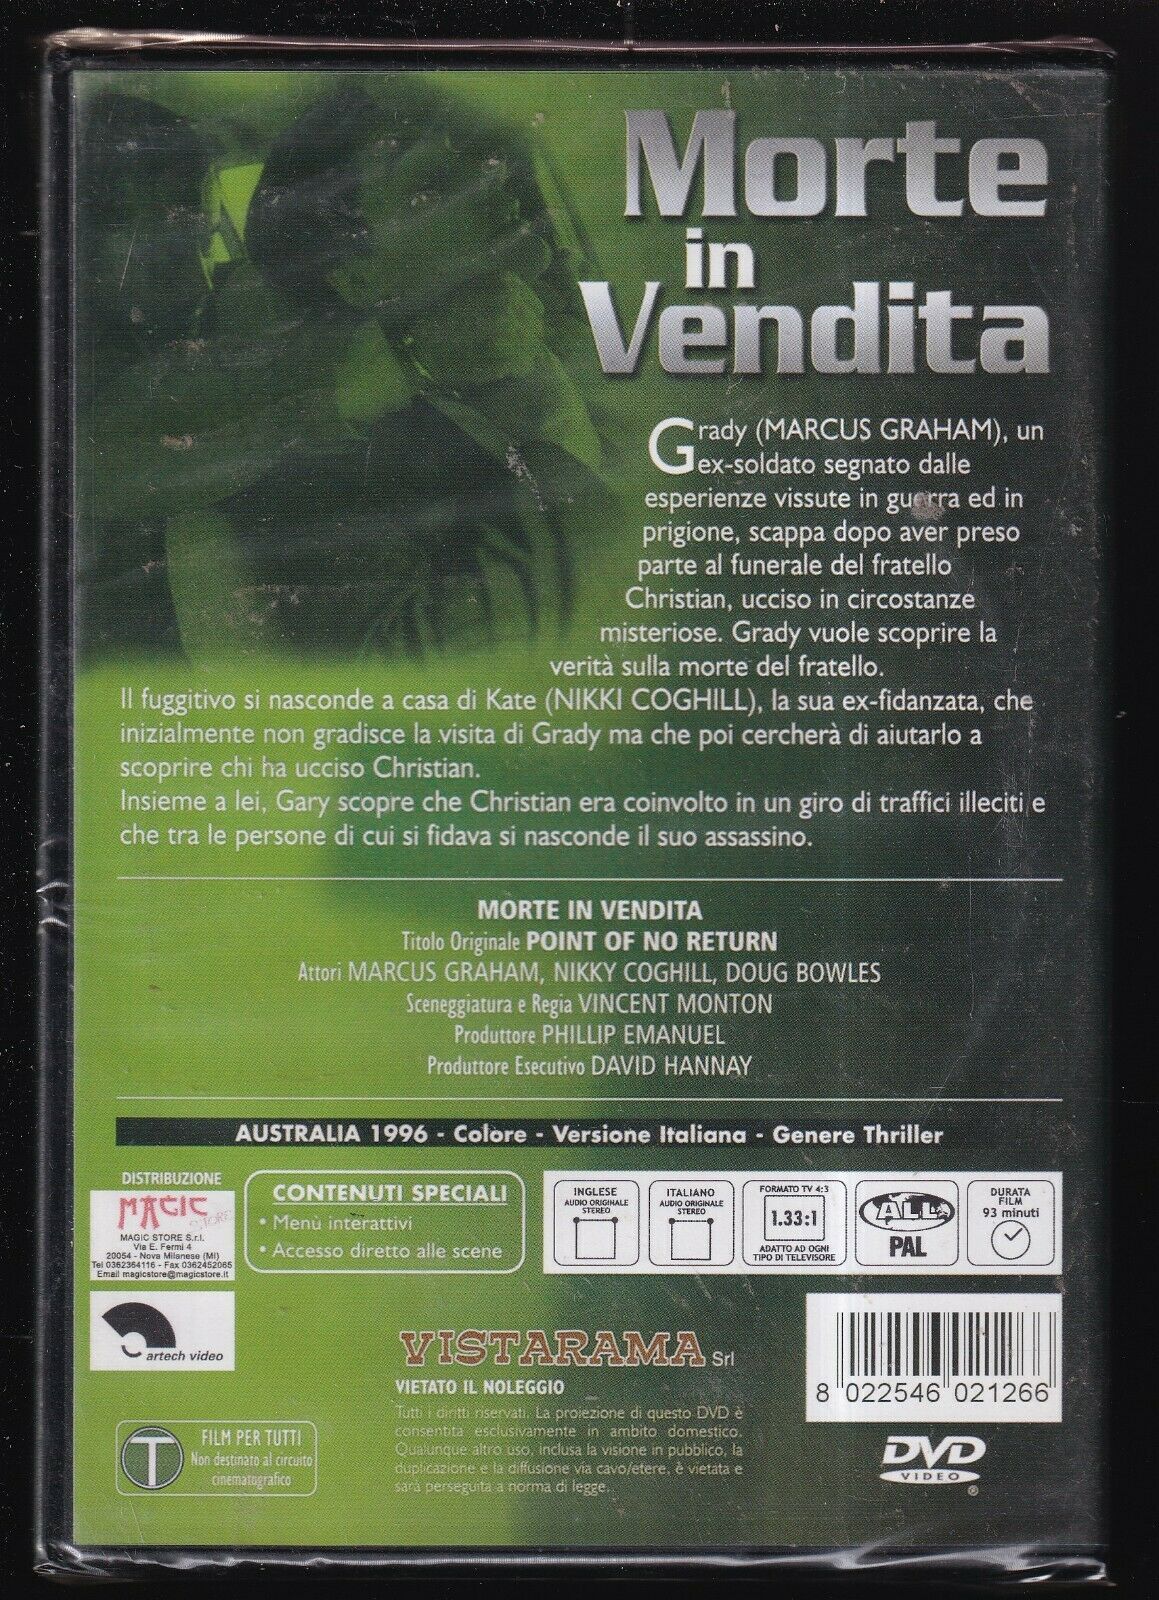 Morte
in
Vendita
Grady (MARCUS GRAHAM), un
ex-soldato segnato dalle
esperienze vissute in guerra ed in
prigione, scappa dopo aver preso
parte al funerale del fratello
Christian, ucciso in circostanze
misteriose. Grady vuole scoprire la
verità sulla morte del fratello.
Il fuggitivo si nasconde a casa di Kate (NIKKI COGHILL), la sua ex-fidanzata, che
inizialmente non gradisce la visita di Grady ma che poi cercherà di aiutarlo a
scoprire chi ha ucciso Christian.
Insieme a lei, Gary scopre che Christian era coinvolto in un giro di traffici illeciti e
che tra le persone di cui si fidava si nasconde il suo assassino.
MORTE IN VENDITA
Titolo Originale POINT OF NO RETURN
Attori MARCUS GRAHAM, NIKKY COGHILL, DOUG BOWLES
Sceneggiatura e Regia VINCENT MONTON
Produttore PHILLIP EMANUEL
Produttore Esecutivo DAVID HANNAY
AUSTRALIA 1996 - Colore - Versione Italiana - Genere Thriller
DISTRIBUZIONE
MAGIC
STORE
MAGIC STORE S.r.l.
Via E. Fermi 4
20054 - Nova Milanese (MI)
Tel 0362364116 - Fax 0362452065
Email magicstore@magicstore.it
artech video
CONTENUTI SPECIALI
• Menù interattivi
• Accesso diretto alle scene
INGLESE
AUDIO ORIGINALE
STEREO
ITALIANO
AUDIO ORIGINALE
STEREO
FORMATO TV 4:3
1.33:1
ADATTO AD OGNI
TIPO DI TELEVISORE
ALL
PAL
DURATA
FILM
93 minuti
VISTARAMA Srl
VIETATO IL NOLEGGIO
Tutti i diritti riservati. La proiezione di questo DVD è
consentita esclusivamente in ambito domestico.
Qualunque altro uso, inclusa la visione in pubblico, la
duplicazione e la diffusione via cavo/etere, è vietata e
sarà perseguita a norma di legge.
8 022546 021266
T
FILM PER TUTTI
Non destinato al circuito
cinematografico
DVD
VIDEO
®